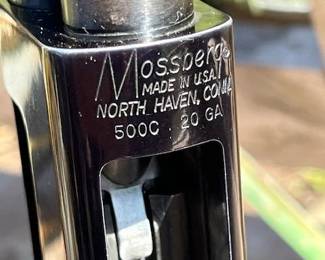 Mossberg
MADE IN U.S.A.
NORTH HAVEN, CONN.
500C 20 GA